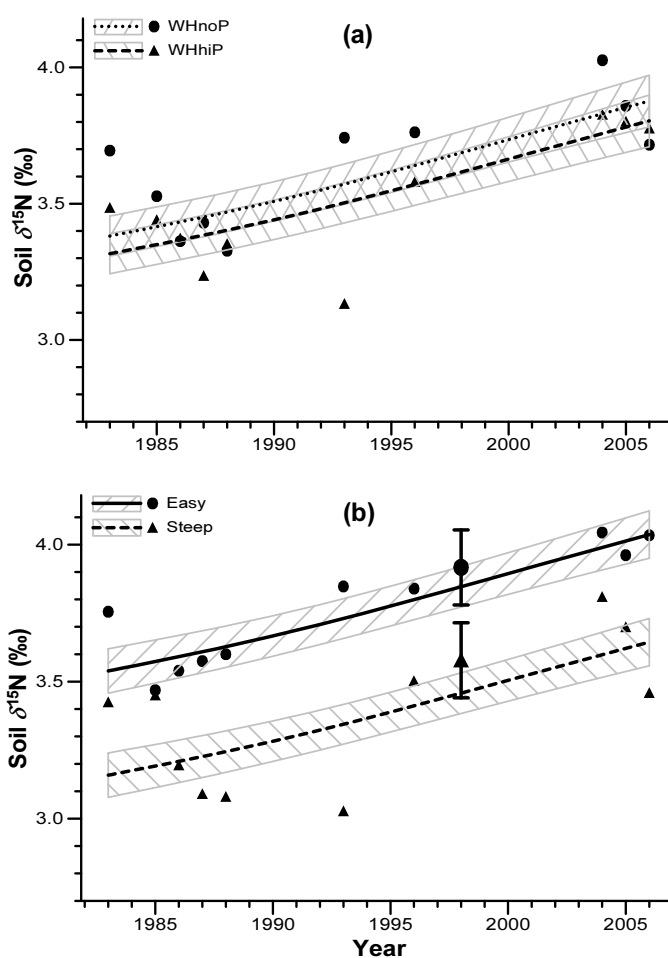 WHnoP
(a)
WHhiP
4.0
3.5
3.0
Soil δ¹⁵N (‰)
1985 1990 1995 2000 2005
Easy
(b)
Steep
4.0
3.5
3.0
Soil δ¹⁵N (‰)
1985 1990 1995 2000 2005
Year